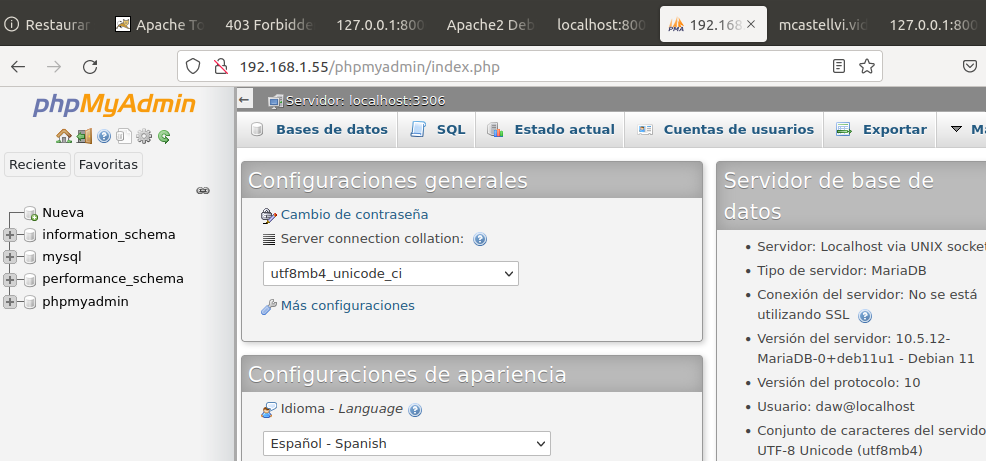 Restaurar
Apache To
403 Forbidde
127.0.0.1:800
Apache2 Deb
localhost:800
192.168
mcastellvi.vid
127.0.0.1:800
192.168.1.55/phpmyadmin/index.php
phpMyAdmin
Reciente
Favoritas
Nueva
information_schema
mysql
performance_schema
phpmyadmin
Servidor: localhost:3306
Bases de datos
SQL
Estado actual
Cuentas de usuarios
Exportar
Configuraciones generales
Cambio de contraseña
Server connection collation:
utf8mb4_unicode_ci
Más configuraciones
Configuraciones de apariencia
Idioma - Language
Español - Spanish
Servidor de base de
datos
• Servidor: Localhost via UNIX socket
• Tipo de servidor: MariaDB
• Conexión del servidor: No se está
utilizando SSL
• Versión del servidor: 10.5.12-
MariaDB-0+deb11u1 - Debian 11
• Versión del protocolo: 10
• Usuario: daw@localhost
• Conjunto de caracteres del servido
UTF-8 Unicode (utf8mb4)